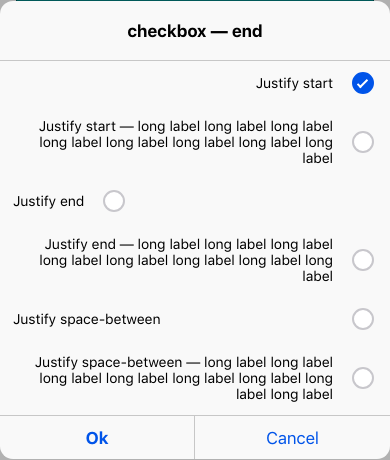 checkbox — end
Justify start
Justify start — long label long label long label
long label long label long label long label long
label
Justify end
Justify end — long label long label long label
long label long label long label long label long
label
Justify space-between
Justify space-between — long label long label
long label long label long label long label long
label long label
Ok
Cancel